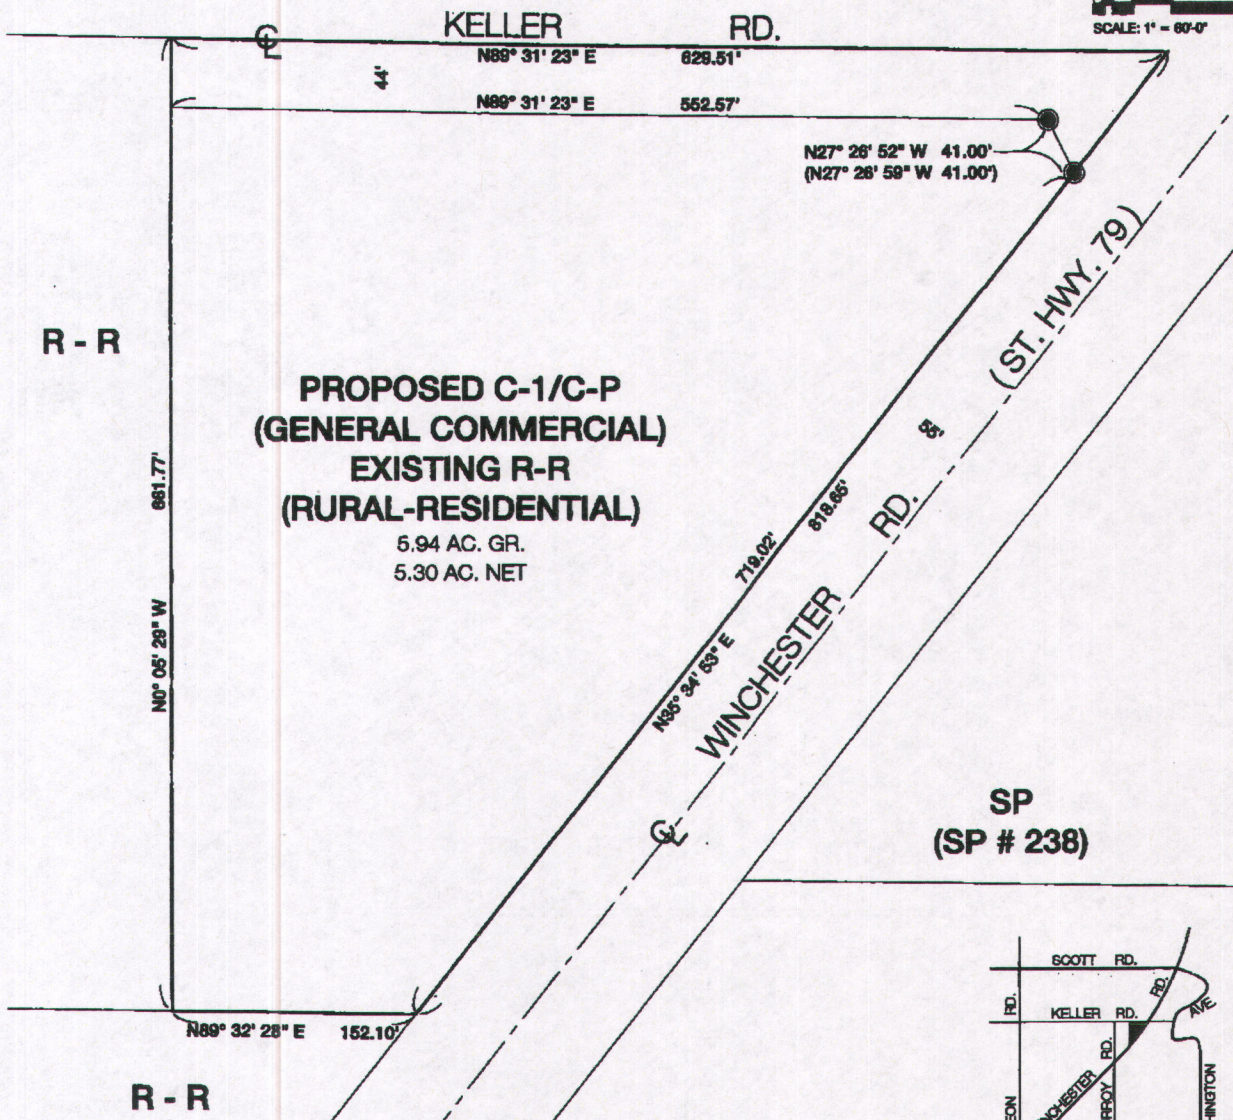 KELLER RD.
SCALE: 1" = 60'-0"
N89° 31' 23" E 629.51'
44'
N89° 31' 23" E 552.57'
N27° 26' 52" W 41.00'
(N27° 26' 59" W 41.00')
(ST. HWY. 79)
R - R
PROPOSED C-1/C-P
(GENERAL COMMERCIAL)
EXISTING R-R
(RURAL-RESIDENTIAL)
5.94 AC. GR.
5.30 AC. NET
55'
661.77'
N0° 05' 29" W
818.65'
719.02'
N35° 34' 53" E
WINCHESTER RD.
SP
(SP # 238)
N89° 32' 28" E 152.10'
R - R
SCOTT RD.
KELLER RD.
RD.
RD.
AVE
RD.